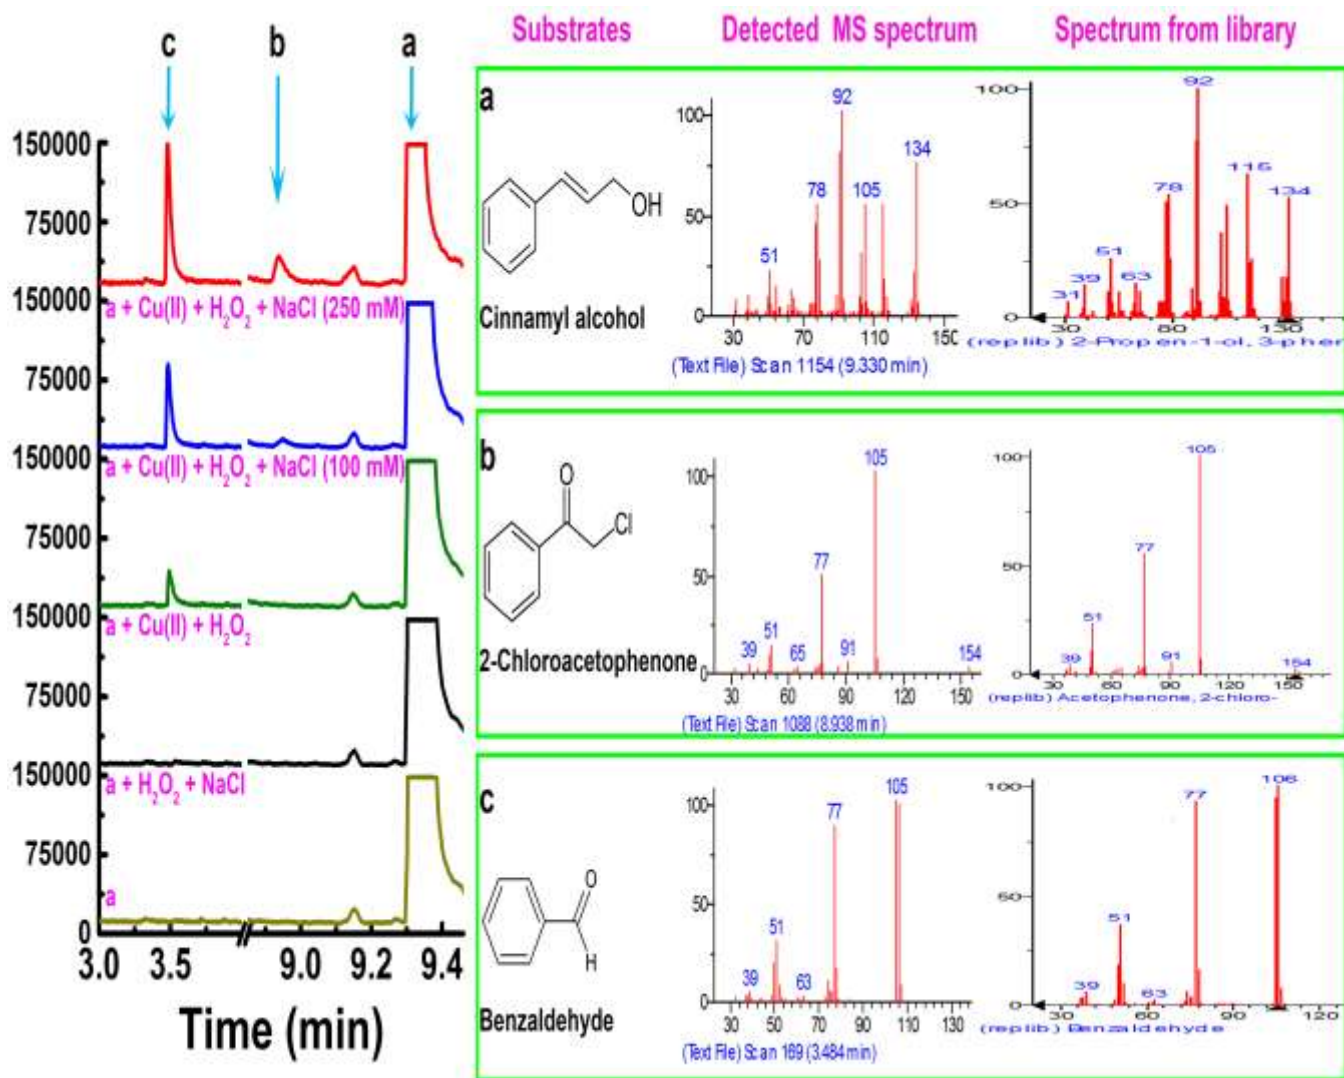 c b a
150000
75000
a + Cu(II) + H₂O₂ + NaCl (250 mM)
150000
75000
a + Cu(II) + H₂O₂ + NaCl (100 mM)
150000
75000
a + Cu(II) + H₂O₂
150000
75000
a + H₂O₂ + NaCl
150000
75000
a
0
3.0 3.5 9.0 9.2 9.4
Time (min)
Substrates Detected MS spectrum Spectrum from library
a
OH
Cinnamyl alcohol
100
50
0
51 78 92 105 134
30 70 110
(Text File) Scan 1154 (9.330 min)
100
50
0
31 39 51 63 78 92 115 134
30 80 130
(replib) 2-Propen-1-ol, 3-phen
b
O
Cl
2-Chloroacetophenone
100
50
0
39 51 65 77 91 105 154
30 60 90 120 150
(Text File) Scan 1088 (8.938 min)
100
50
0
39 51 77 91 105 154
30 60 90 120 150
(replib) Acetophenone, 2-chloro-
c
O
H
Benzaldehyde
100
50
0
39 51 63 77 105
30 50 70 90 110 130
(Text File) Scan 169 (3.484 min)
100
50
0
39 51 63 77 106
30 60 90 120
(replib) Benzaldehyde